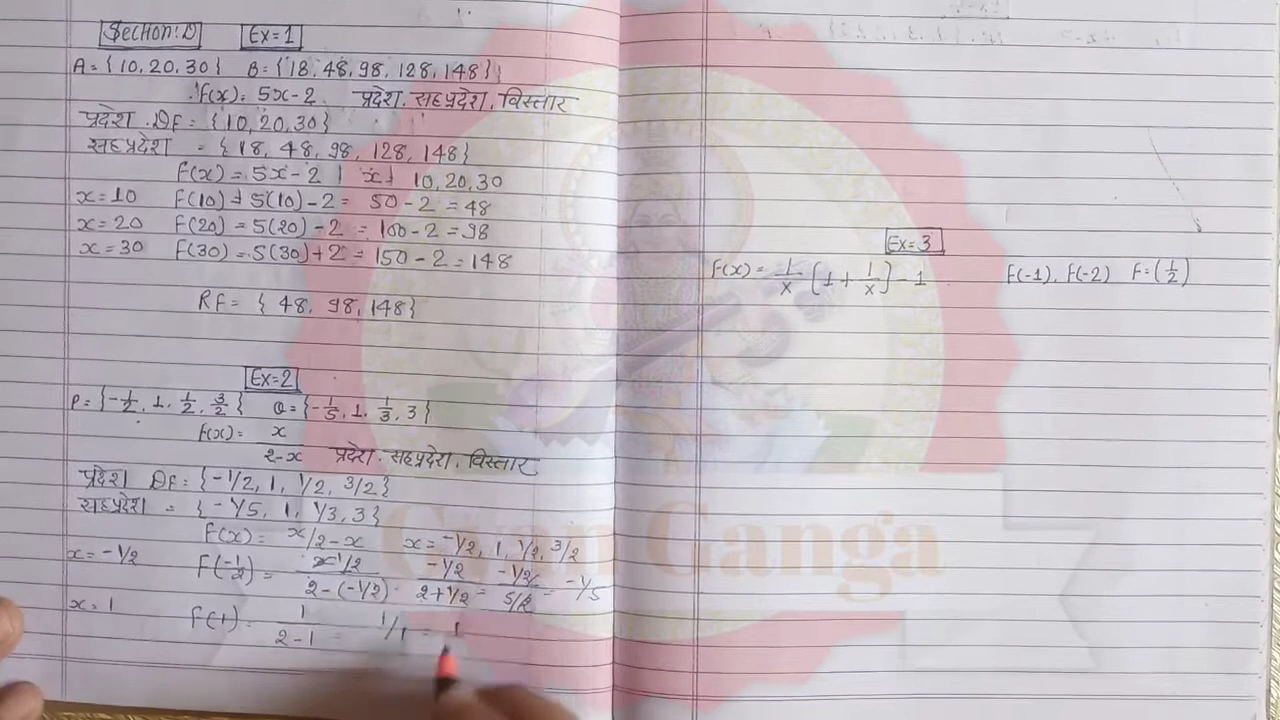 Section:D Ex=1
A={10,20,30} B={18,48,98,128,148}
F(x)=5x-2 प्रदेश.सहप्रदेश.विस्तार
प्रदेश.DF={10,20,30}
सहप्रदेश ={18, 48, 98, 128, 148}
F(x)=5x-2 | x= 10,20,30
x=10 F(10)=5(10)-2= 50-2=48
x=20 F(20)=5(20)-2 =100-2=98
x=30 F(30)=5(30)+2=150-2=148
RF= {48, 98, 148}
Ex=2
P={-1/2, 1, 1/2, 3/2} Q={-1/5, 1, 1/3, 3}
F(x)= x/2-x प्रदेश.सहप्रदेश.विस्तार
प्रदेश DF={-1/2, 1, 1/2, 3/2}
सहप्रदेश ={-1/5, 1, 1/3, 3}
F(x)= x/2-x x=-1/2, 1, 1/2, 3/2
x=-1/2 F(-1/2)= 1/2/2-(-1/2) = -1/2/2+1/2 = -1/2/5/2 = -1/5
x=1 F(1)= 1/2-1 = 1/1 = 1
Ex=3
F(x)=1/x [1+1/x]-1 F(-1), F(-2) F=(1/2)
Gyan Ganga